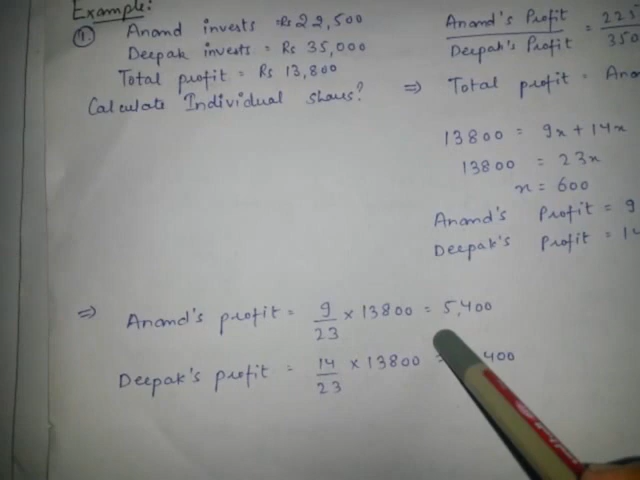 Example:
① Anand invests = Rs 22,500
Deepak invests = Rs 35,000
Total profit = Rs 13,800
Calculate Individual shares?
Anand's Profit / Deepak's Profit =
⇒ Total profit =
13800 = 9x + 14x
13800 = 23x
x = 600
Anand's Profit = 9
Deepak's Profit = 14
⇒ Anand's profit = 9/23 × 13800 = 5,400
Deepak's profit = 14/23 × 13800 = 400